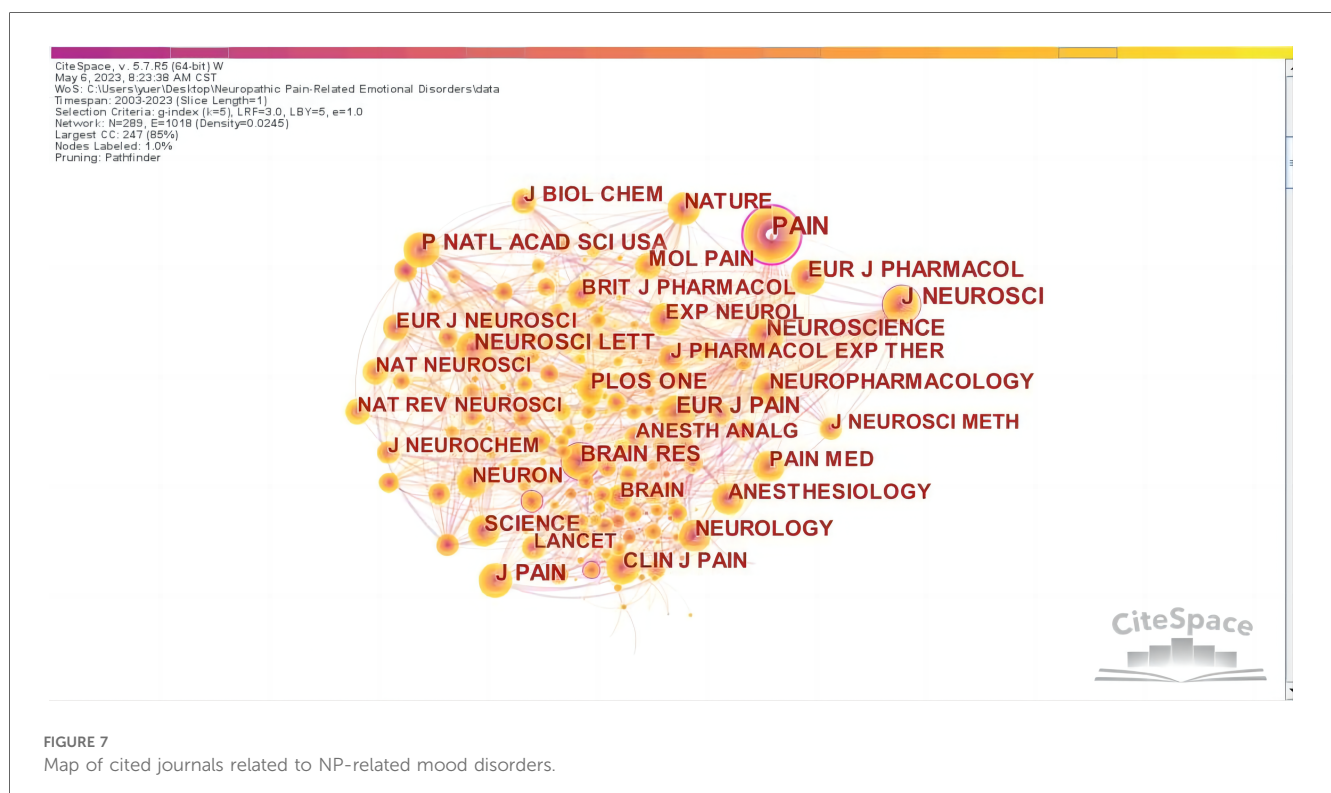 CiteSpace, v. 5.7.R5 (64-bit) W
May 6, 2023, 8:23:38 AM CST
WoS: C:\Users\yuer\Desktop\Neuropathic Pain-Related Emotional Disorders\data
Timespan: 2003-2023 (Slice Length=1)
Selection Criteria: g-index (k=5), LRF=3.0, LBY=5, e=1.0
Network: N=289, E=1018 (Density=0.0245)
Largest CC: 247 (85%)
Nodes Labeled: 1.0%
Pruning: Pathfinder
J BIOL CHEM
NATURE
PAIN
P NATL ACAD SCI USA
MOL PAIN
EUR J PHARMACOL
BRIT J PHARMACOL
J NEUROSCI
EXP NEUROL
EUR J NEUROSCI
NEUROSCIENCE
NEUROSCI LETT
J PHARMACOL EXP THER
NAT NEUROSCI
PLOS ONE
NEUROPHARMACOLOGY
NAT REV NEUROSCI
EUR J PAIN
J NEUROSCI METH
ANESTH ANALG
J NEUROCHEM
BRAIN RES
PAIN MED
NEURON
BRAIN
ANESTHESIOLOGY
SCIENCE
NEUROLOGY
LANCET
CLIN J PAIN
J PAIN
CiteSpace
FIGURE 7
Map of cited journals related to NP-related mood disorders.